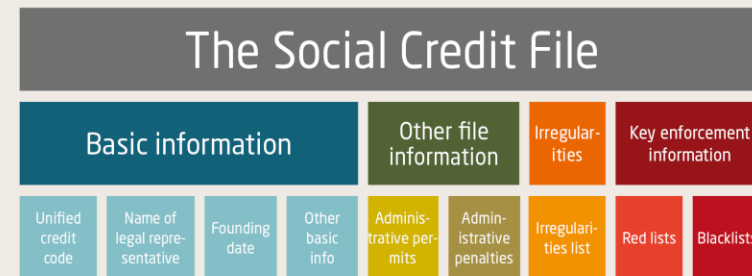 The Social Credit File
Basic information
Other file
information
Irregular-
ities
Key enforcement
information
Unified
credit
code
Name of
legal repre-
sentative
Founding
date
Other
basic
info
Adminis-
trative per-
mits
Admin-
istrative
penalties
Irregulari-
ties list
Red lists
Blacklists